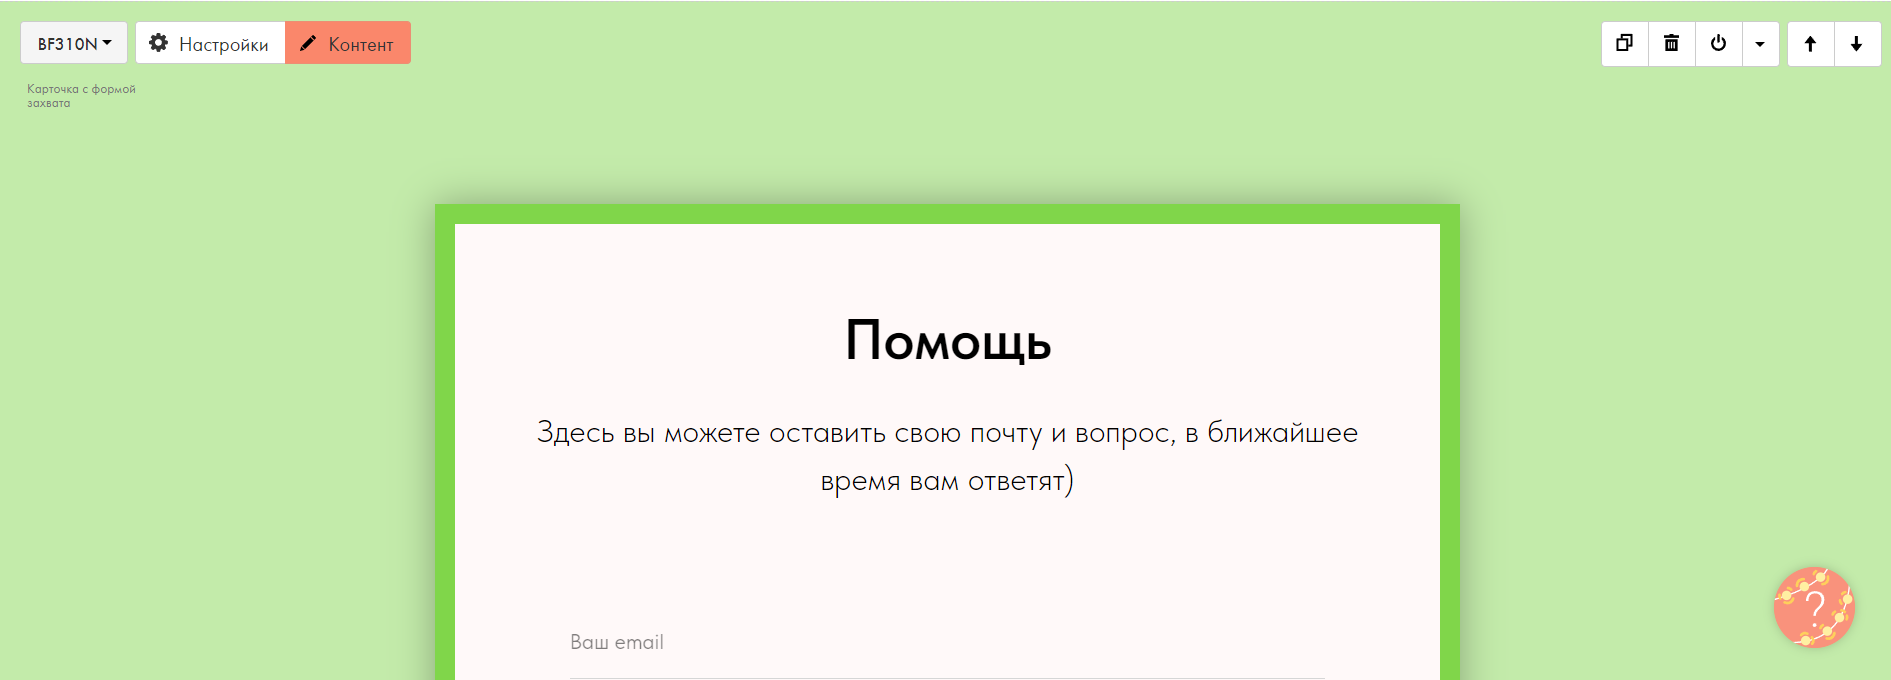 BF310N
Настройки
Контент
Карточка с формой
захвата
Помощь
Здесь вы можете оставить свою почту и вопрос, в ближайшее
время вам ответят)
Ваш email
?